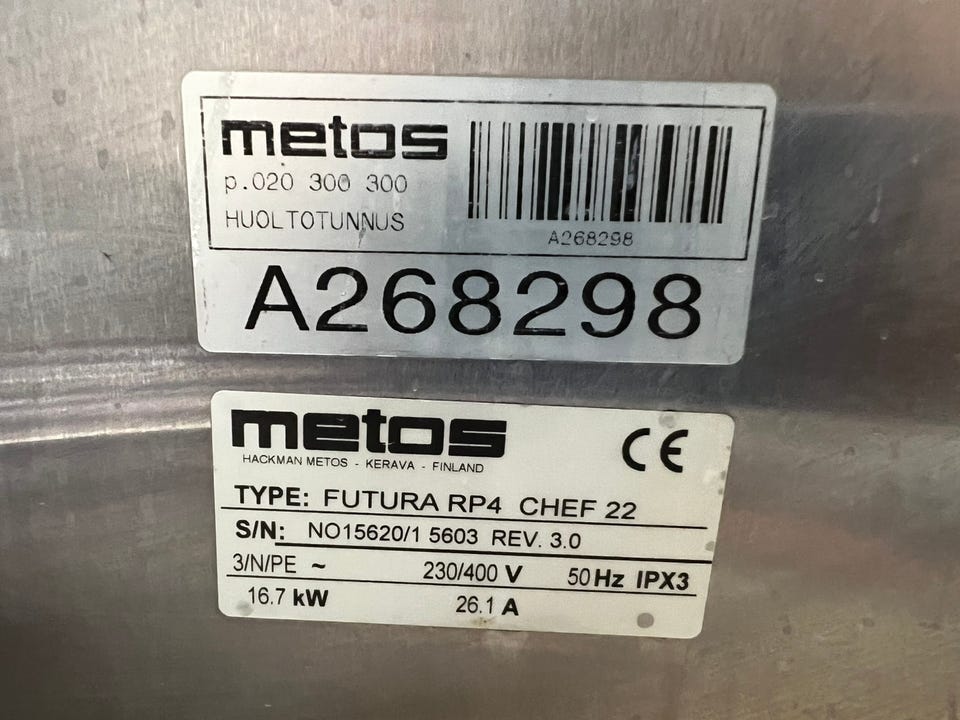 metos
p.020 300 300
HUOLTOTUNNUS
A268298
A268298
metos
CE
HACKMAN METOS - KERAVA - FINLAND
TYPE: FUTURA RP4 CHEF 22
S/N: NO15620/1 5603 REV. 3.0
3/N/PE ~ 230/400 V 50 Hz IPX3
16.7 kW 26.1 A